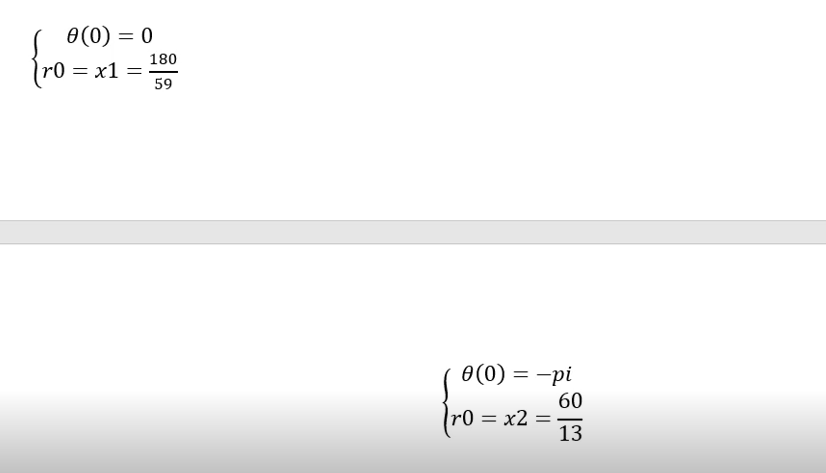 θ(0) = 0
r0 = x1 = 180/59
θ(0) = −pi
r0 = x2 = 60/13